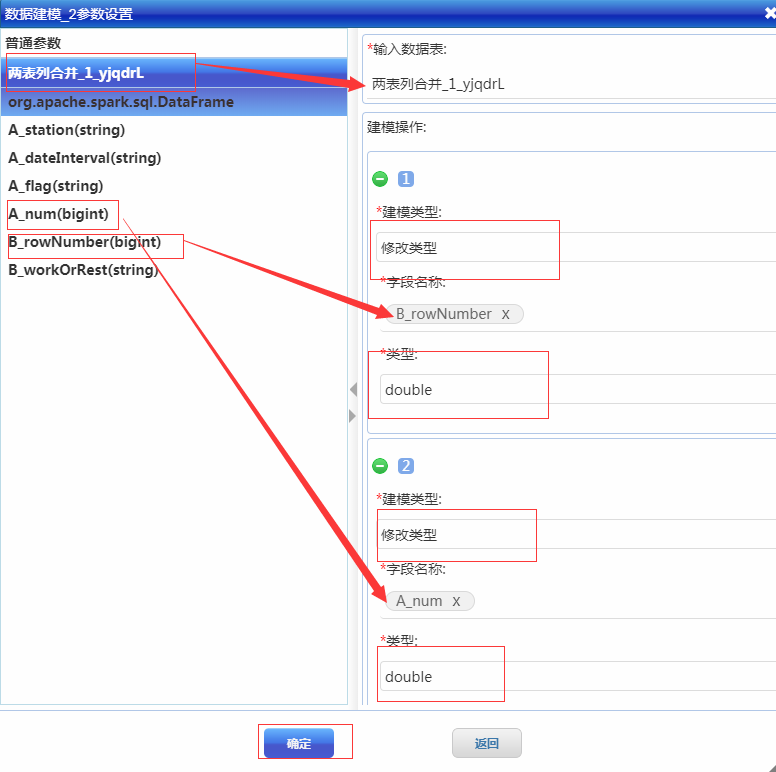 数据建模_2参数设置
普通参数
两表列合并_1_yjqdrL
org.apache.spark.sql.DataFrame
A_station(string)
A_dateInterval(string)
A_flag(string)
A_num(bigint)
B_rowNumber(bigint)
B_workOrRest(string)
*输入数据表:
两表列合并_1_yjqdrL
建模操作:
1
*建模类型:
修改类型
*字段名称:
B_rowNumber x
*类型:
double
2
*建模类型:
修改类型
*字段名称:
A_num x
*类型:
double
确定
返回